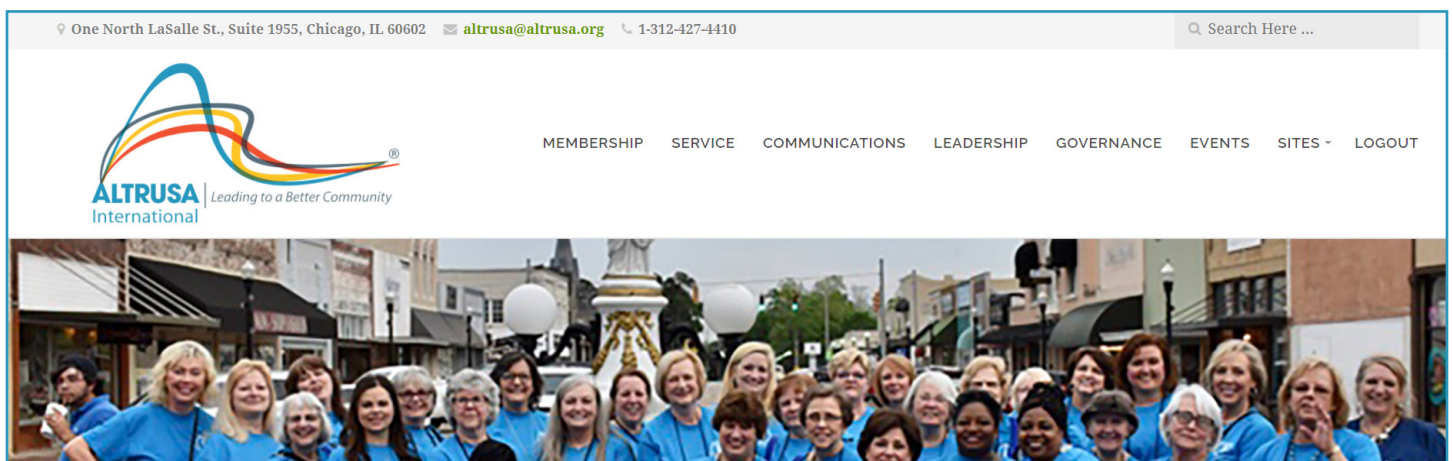 One North LaSalle St., Suite 1955, Chicago, IL 60602 altrusa@altrusa.org 1-312-427-4410 Search Here ...
®
MEMBERSHIP SERVICE COMMUNICATIONS LEADERSHIP GOVERNANCE EVENTS SITES LOGOUT
ALTRUSA Leading to a Better Community
International